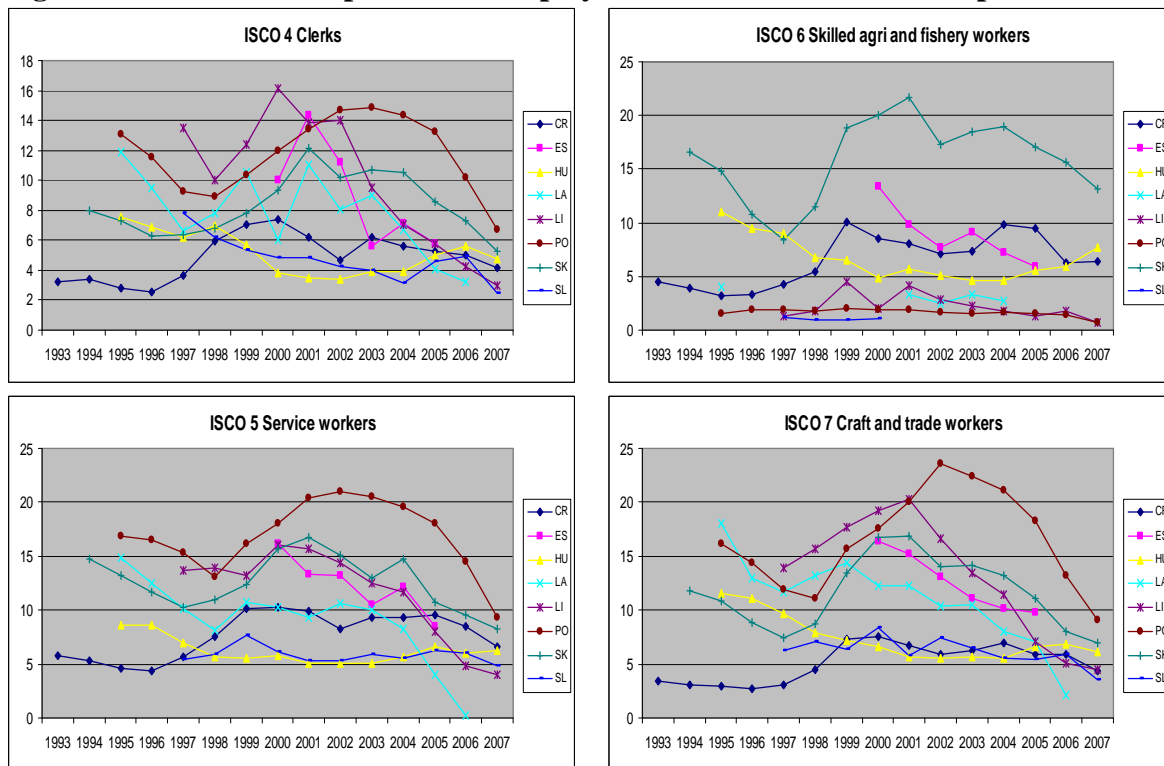 ISCO 4 Clerks
18
16
14
12
10
8
6
4
2
0
1993 1994 1995 1996 1997 1998 1999 2000 2001 2002 2003 2004 2005 2006 2007
CR
ES
HU
LA
LI
PO
SK
SL
ISCO 6 Skilled agri and fishery workers
25
20
15
10
5
0
1993 1994 1995 1996 1997 1998 1999 2000 2001 2002 2003 2004 2005 2006 2007
CR
ES
HU
LA
LI
PO
SK
SL
ISCO 5 Service workers
25
20
15
10
5
0
1993 1994 1995 1996 1997 1998 1999 2000 2001 2002 2003 2004 2005 2006 2007
CR
ES
HU
LA
LI
PO
SK
SL
ISCO 7 Craft and trade workers
25
20
15
10
5
0
1993 1994 1995 1996 1997 1998 1999 2000 2001 2002 2003 2004 2005 2006 2007
CR
ES
HU
LA
LI
PO
SK
SL